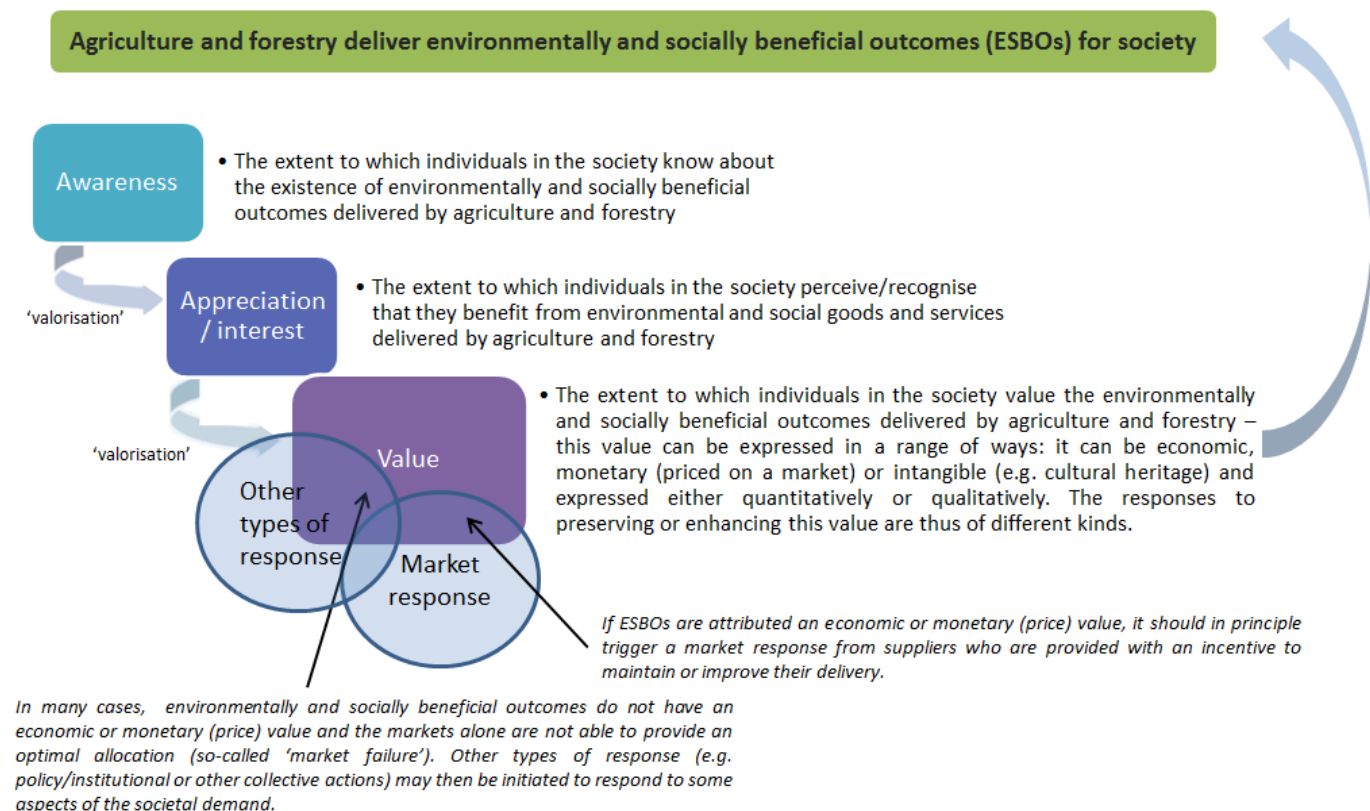 Agriculture and forestry deliver environmentally and socially beneficial outcomes (ESBOs) for society
Awareness
• The extent to which individuals in the society know about
the existence of environmentally and socially beneficial
outcomes delivered by agriculture and forestry
'valorisation'
Appreciation
/ interest
• The extent to which individuals in the society perceive/recognise
that they benefit from environmental and social goods and services
delivered by agriculture and forestry
'valorisation'
Value
• The extent to which individuals in the society value the environmentally
and socially beneficial outcomes delivered by agriculture and forestry –
this value can be expressed in a range of ways: it can be economic,
monetary (priced on a market) or intangible (e.g. cultural heritage) and
expressed either quantitatively or qualitatively. The responses to
preserving or enhancing this value are thus of different kinds.
Other
types of
response
Market
response
If ESBOs are attributed an economic or monetary (price) value, it should in principle
trigger a market response from suppliers who are provided with an incentive to
maintain or improve their delivery.
In many cases, environmentally and socially beneficial outcomes do not have an
economic or monetary (price) value and the markets alone are not able to provide an
optimal allocation (so-called 'market failure'). Other types of response (e.g.
policy/institutional or other collective actions) may then be initiated to respond to some
aspects of the societal demand.